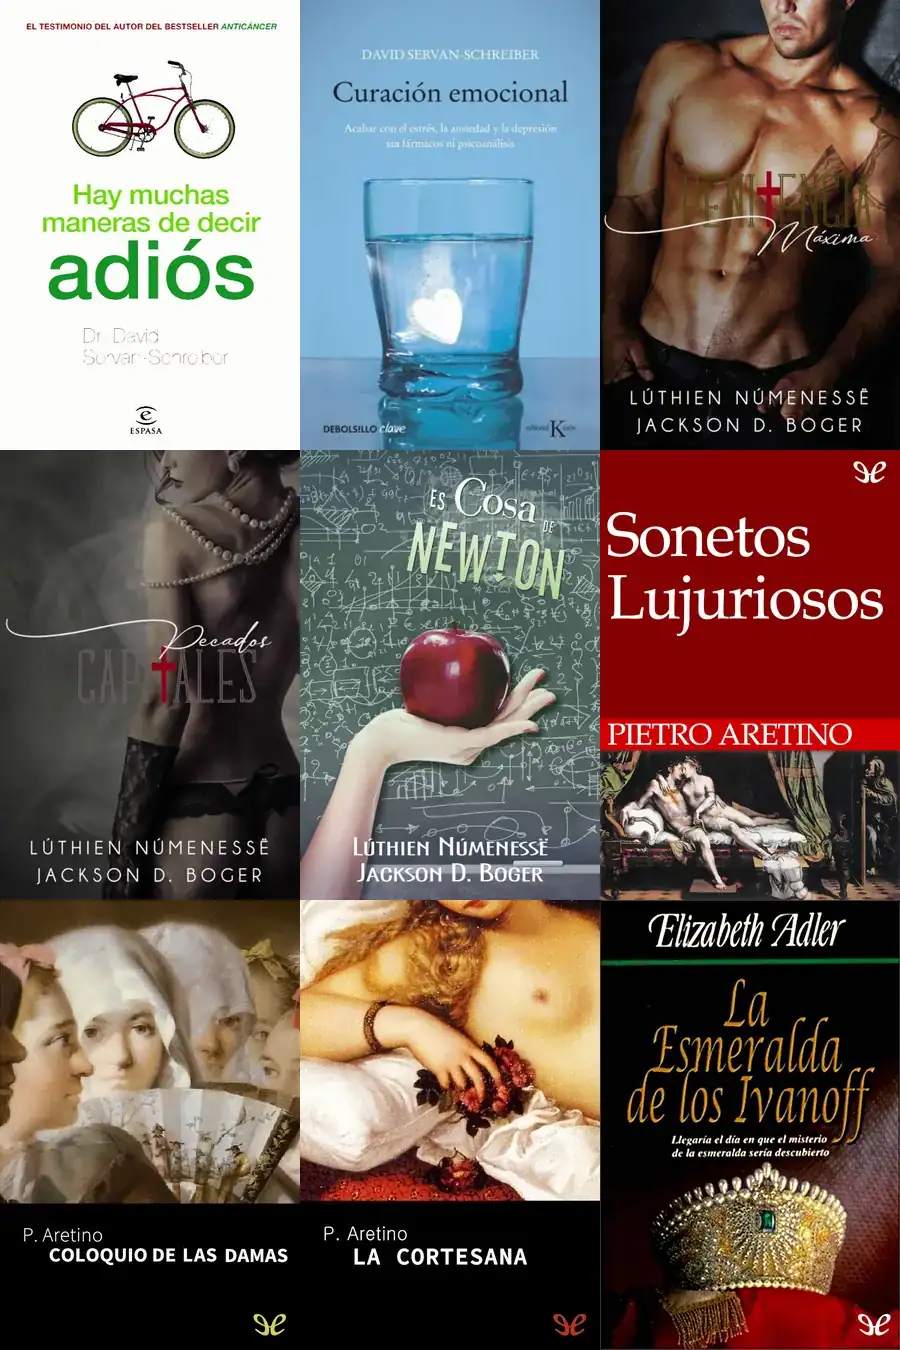 EL TESTIMONIO DEL AUTOR DEL BESTSELLER ANTICÁNCER
Hay muchas
maneras de decir
adiós
Dr. David
Servan-Schreiber
ESPASA
DAVID SERVAN-SCHREIBER
Curación emocional
Acabar con el estrés, la ansiedad y la depresión
sin fármacos ni psicoanálisis
DEBOLSILLO clave
editorial Kairós
PENITENCIA
Máxima
LÚTHIEN NÚMENESSË
JACKSON D. BOGER
Pecados
CAPITALES
LÚTHIEN NÚMENESSË
JACKSON D. BOGER
ES Cosa DE
NEWTON
LÚTHIEN NÚMENESSË
JACKSON D. BOGER
Sonetos
Lujuriosos
PIETRO ARETINO
P. Aretino
COLOQUIO DE LAS DAMAS
P. Aretino
LA CORTESANA
Elizabeth Adler
La
Esmeralda
de los Ivanoff
Llegaría el día en que el misterio
de la esmeralda sería descubierto